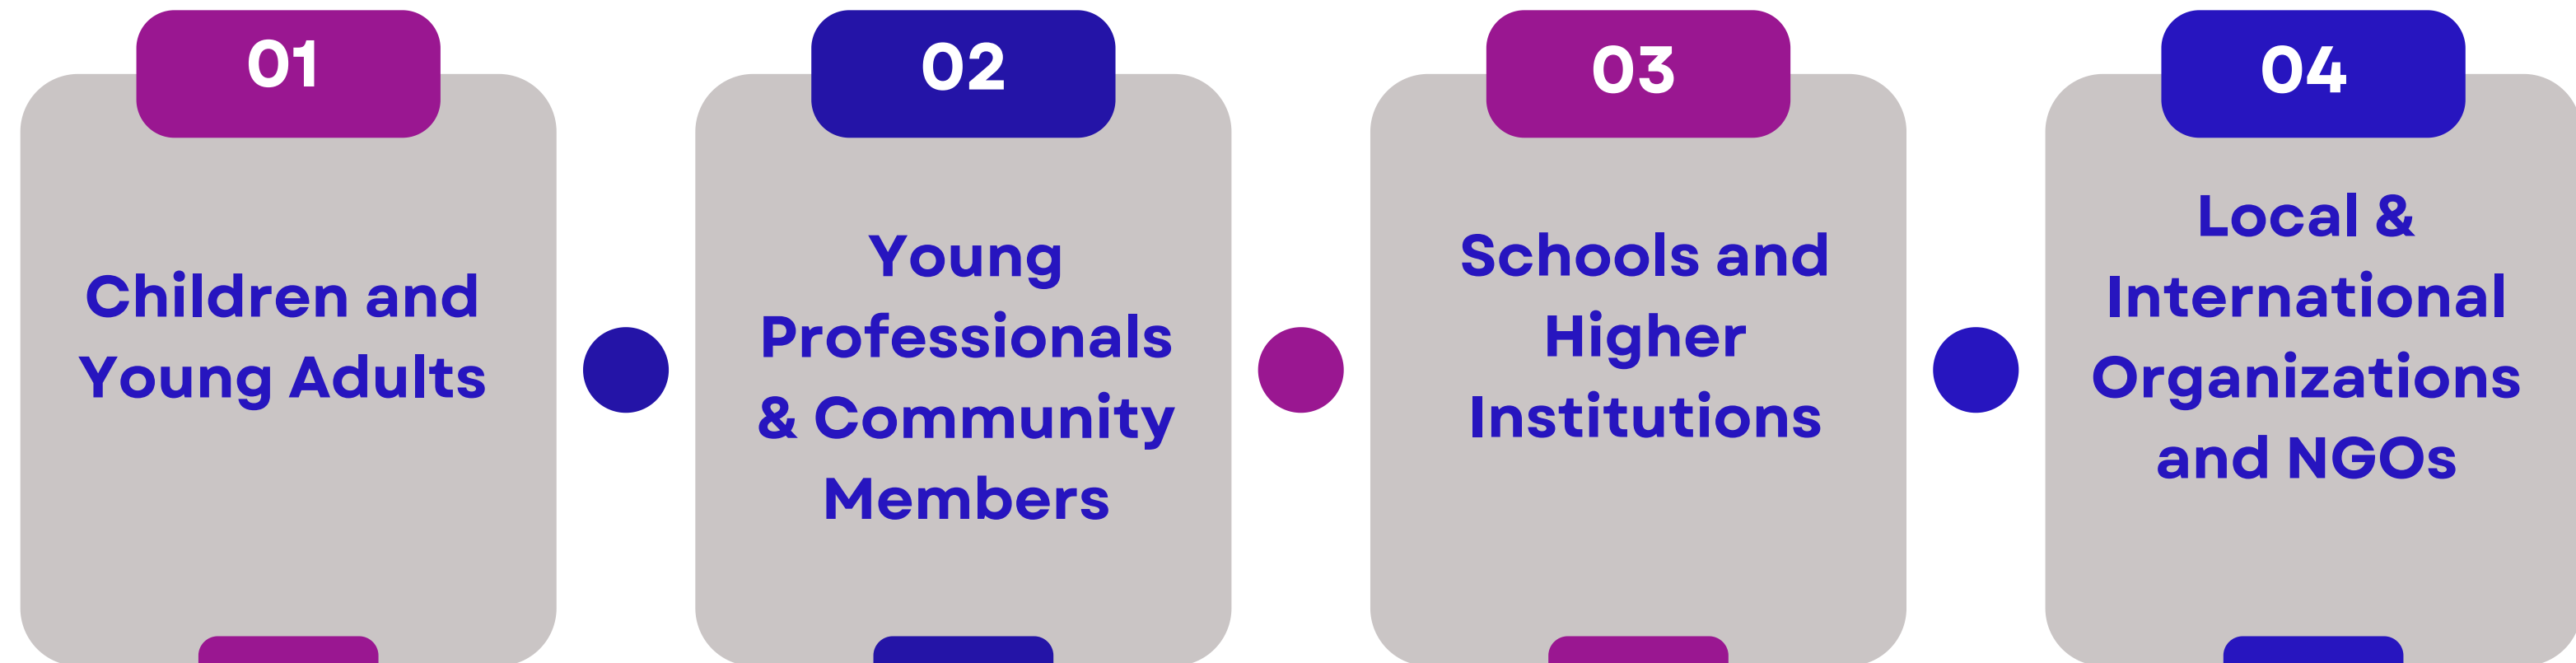 01
Children and
Young Adults
02
Young
Professionals
& Community
Members
03
Schools and
Higher
Institutions
04
Local &
International
Organizations
and NGOs